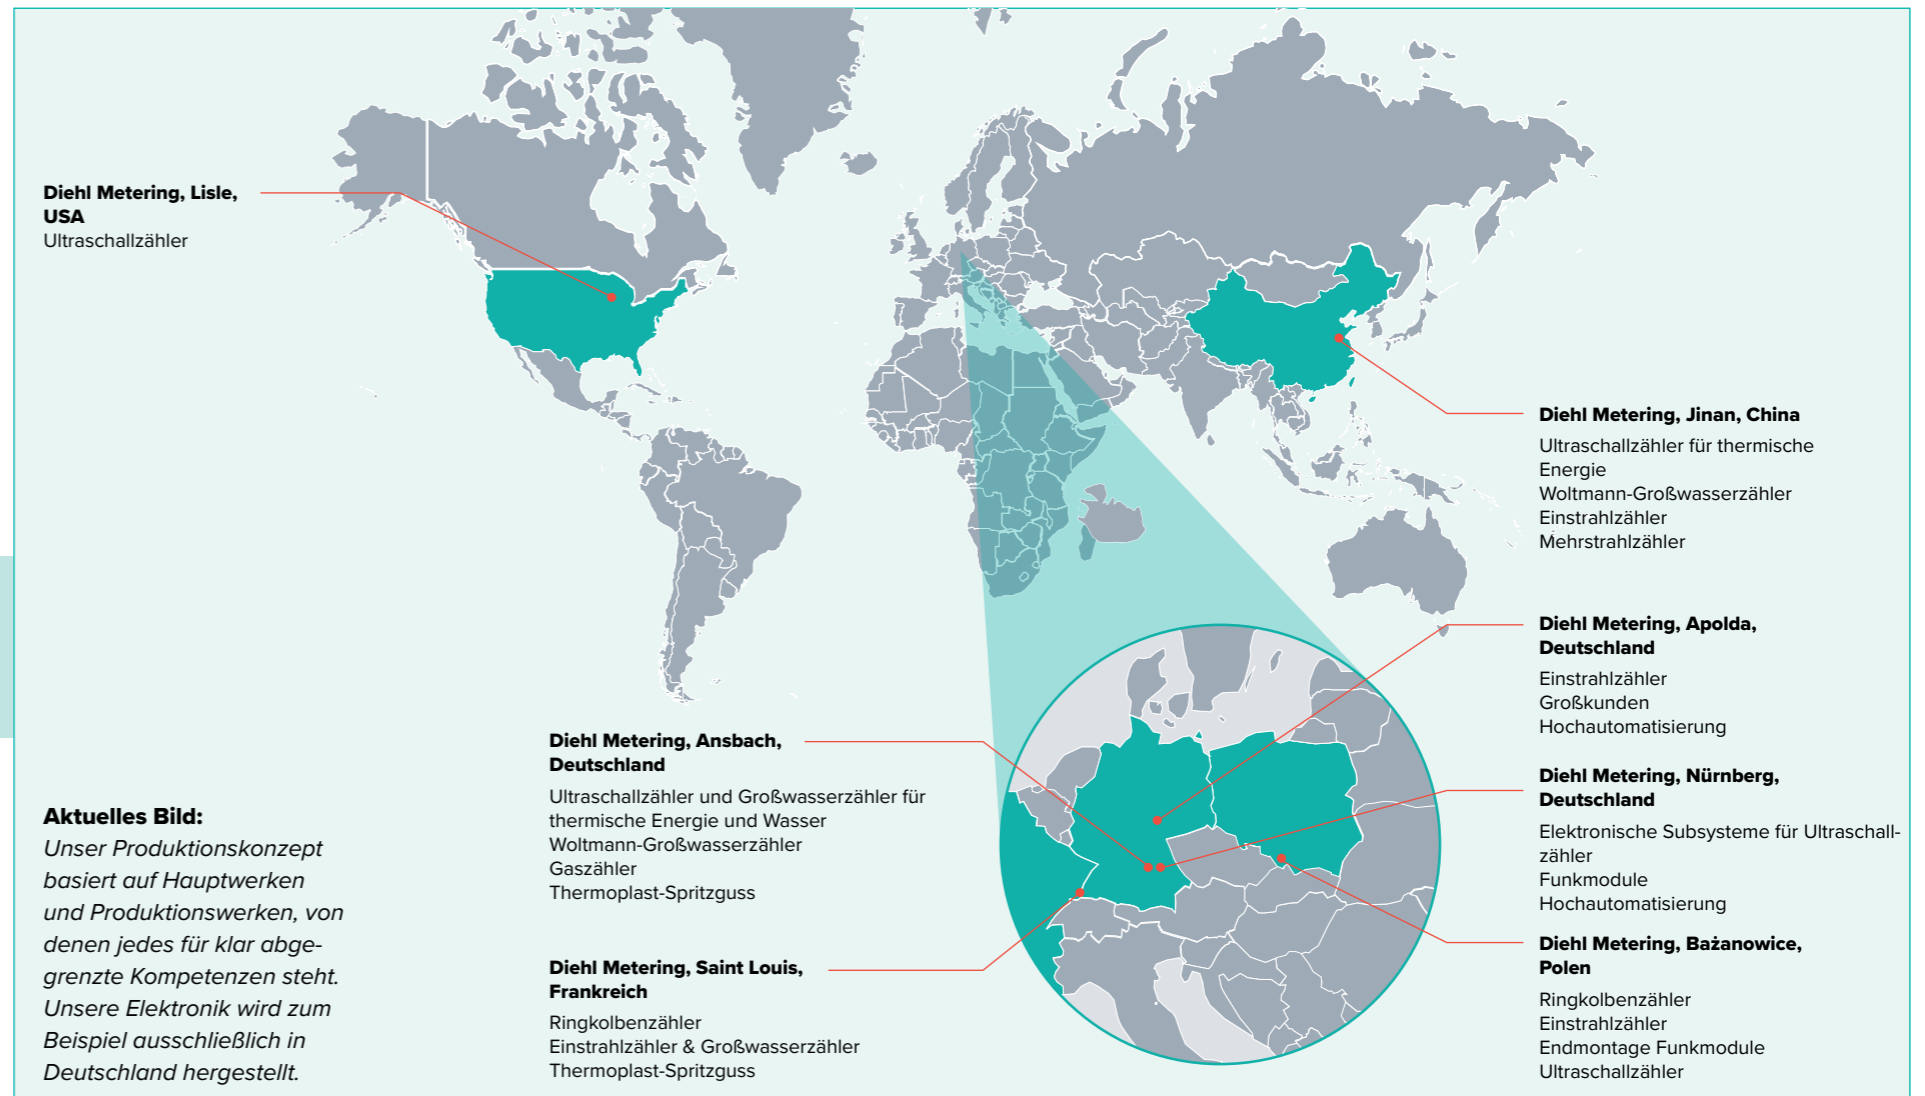 Diehl Metering, Lisle,
USA
Ultraschallzähler
Diehl Metering, Jinan, China
Ultraschallzähler für thermische
Energie
Woltmann-Großwasserzähler
Einstrahlzähler
Mehrstrahlzähler
Diehl Metering, Apolda,
Deutschland
Einstrahlzähler
Großkunden
Hochautomatisierung
Diehl Metering, Ansbach,
Deutschland
Ultraschallzähler und Großwasserzähler für
thermische Energie und Wasser
Woltmann-Großwasserzähler
Gaszähler
Thermoplast-Spritzguss
Diehl Metering, Nürnberg,
Deutschland
Elektronische Subsysteme für Ultraschall-
zähler
Funkmodule
Hochautomatisierung
Aktuelles Bild:
Unser Produktionskonzept
basiert auf Hauptwerken
und Produktionswerken, von
denen jedes für klar abge-
grenzte Kompetenzen steht.
Unsere Elektronik wird zum
Beispiel ausschließlich in
Deutschland hergestellt.
Diehl Metering, Saint Louis,
Frankreich
Ringkolbenzähler
Einstrahlzähler & Großwasserzähler
Thermoplast-Spritzguss
Diehl Metering, Bażanowice,
Polen
Ringkolbenzähler
Einstrahlzähler
Endmontage Funkmodule
Ultraschallzähler